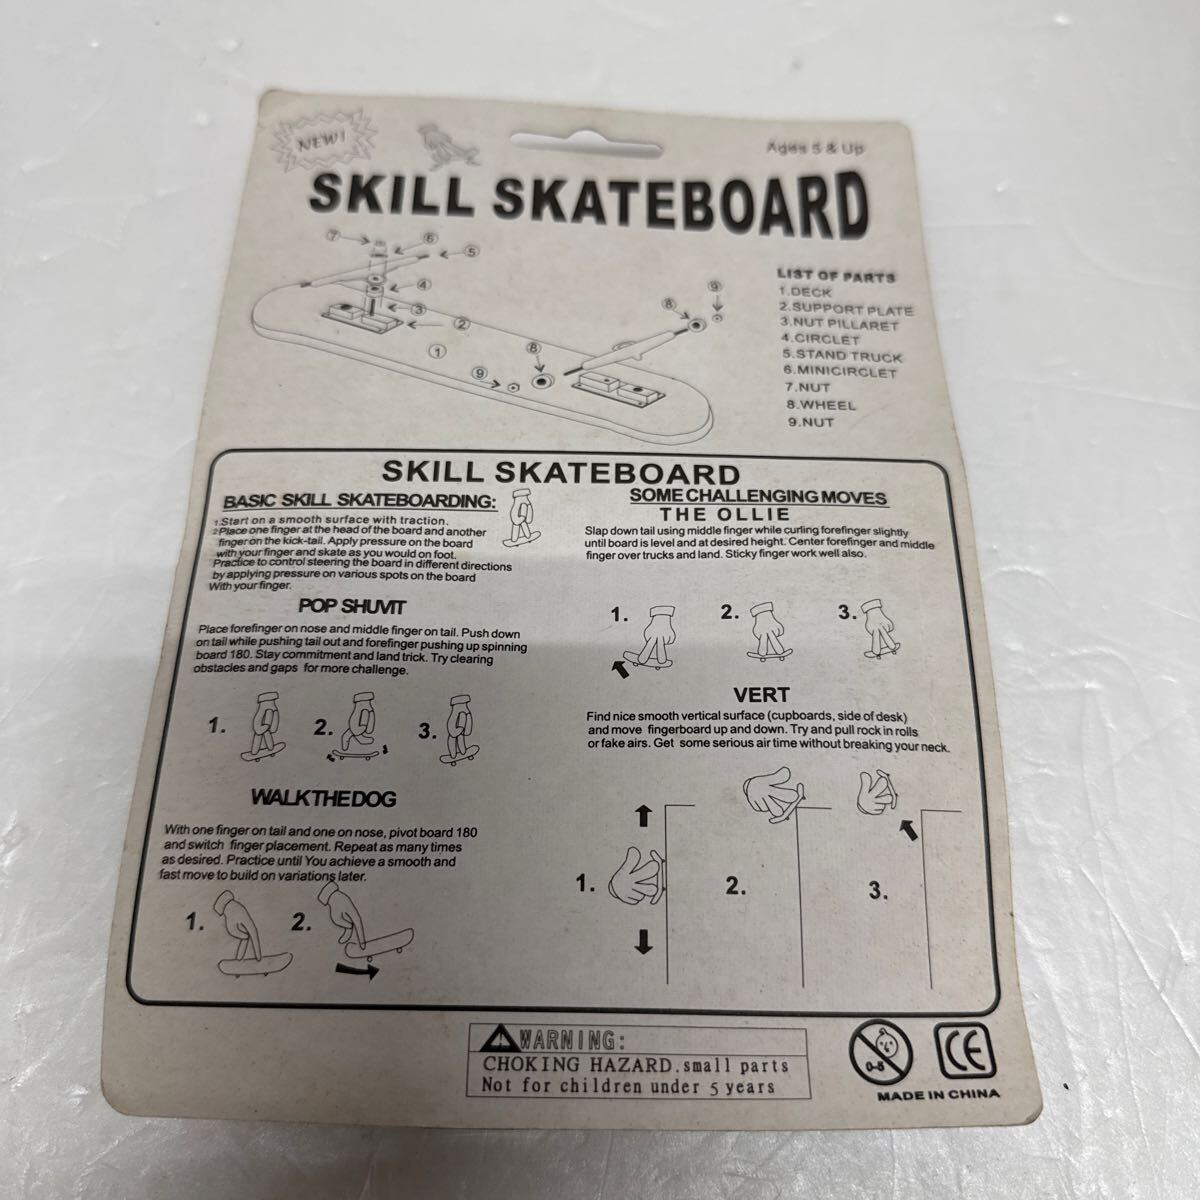 NEW!
Ages 5 & Up
SKILL SKATEBOARD
⑦
⑥
⑤
④
③
②
①
⑨
⑧
⑧
⑨
LIST OF PARTS
1.DECK
2.SUPPORT PLATE
3.NUT PILLARET
4.CIRCLET
5.STAND TRUCK
6.MINICIRCLET
7.NUT
8.WHEEL
9.NUT
SKILL SKATEBOARD
BASIC SKILL SKATEBOARDING:
1.Start on a smooth surface with traction.
2.Place one finger at the head of the board and another
finger on the kick-tail. Apply pressure on the board
with your finger and skate as you would on foot.
Practice to control steering the board in different directions
by applying pressure on various spots on the board
With your finger.
POP SHUVIT
Place forefinger on nose and middle finger on tail. Push down
on tail while pushing tail out and forefinger pushing up spinning
board 180. Stay commitment and land trick. Try clearing
obstacles and gaps for more challenge.
1.
2.
3.
WALKTHEDOG
With one finger on tail and one on nose, pivot board 180
and switch finger placement. Repeat as many times
as desired. Practice until You achieve a smooth and
fast move to build on variations later.
1.
2.
SOME CHALLENGING MOVES
THE OLLIE
Slap down tail using middle finger while curling forefinger slightly
until board is level and at desired height. Center forefinger and middle
finger over trucks and land. Sticky finger work well also.
1.
2.
3.
VERT
Find nice smooth vertical surface (cupboards, side of desk)
and move fingerboard up and down. Try and pull rock in rolls
or fake airs. Get some serious air time without breaking your neck.
1.
2.
3.
WARNING:
CHOKING HAZARD.small parts
Not for children under 5 years
0-5
CE
MADE IN CHINA